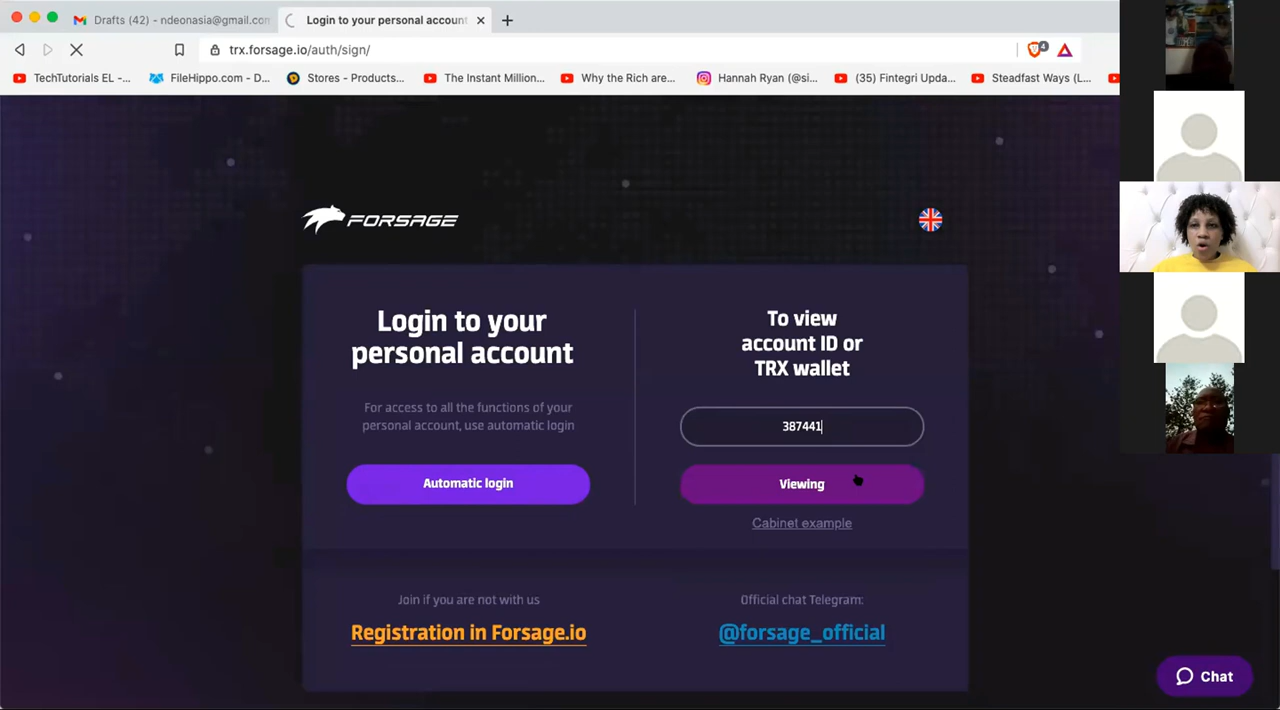 Drafts (42) - ndeonasia@gmail.con
Login to your personal account
trx.forsage.io/auth/sign/
4
TechTutorials EL -...
FileHippo.com - D...
Stores - Products...
The Instant Million...
Why the Rich are...
Hannah Ryan (@si...
(35) Fintegri Upda...
Steadfast Ways (L...
FORSAGE
Login to your
personal account
For access to all the functions of your
personal account, use automatic login
Automatic login
To view
account ID or
TRX wallet
387441
Viewing
Cabinet example
Join if you are not with us
Registration in Forsage.io
Official chat Telegram:
@forsage_official
Chat